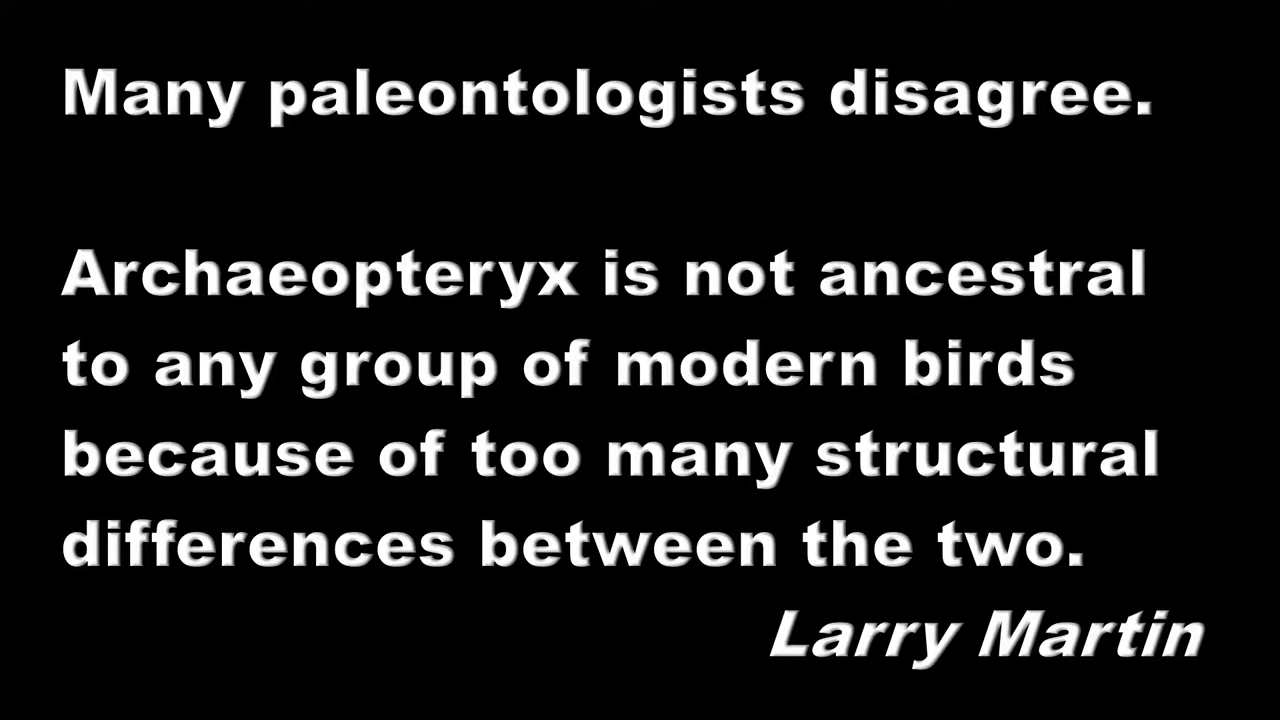 Many paleontologists disagree.
Archaeopteryx is not ancestral
to any group of modern birds
because of too many structural
differences between the two.
Larry Martin